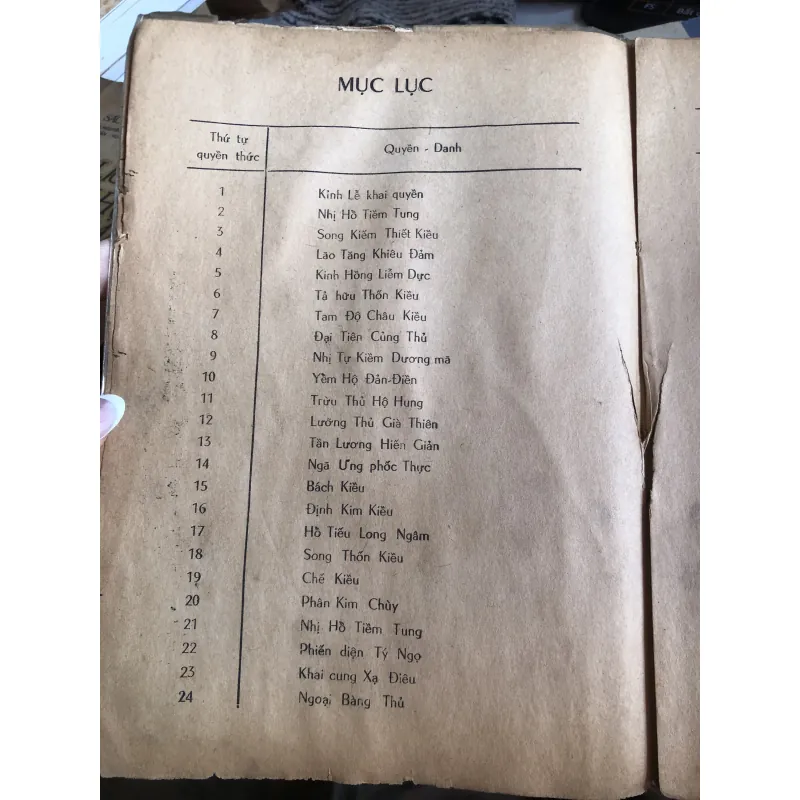 MỤC LỤC
Thứ tự quyền thức
Quyền - Danh
1 Kỉnh Lễ khai quyền
2 Nhị Hổ Tiềm Tung
3 Song Kiếm Thiết Kiều
4 Lão Tăng Khiêu Đảm
5 Kinh Hồng Liễm Dực
6 Tả hữu Thốn Kiều
7 Tam Độ Châu Kiều
8 Đại Tiên Củng Thủ
9 Nhị Tự Kiềm Dương mã
10 Yểm Hộ Đản-Điền
11 Trừu Thủ Hộ Hung
12 Lưỡng Thủ Già Thiên
13 Tần Lương Hiến Giản
14 Ngã Ưng phốc Thực
15 Bách Kiều
16 Định Kim Kiều
17 Hổ Tiếu Long Ngâm
18 Song Thốn Kiều
19 Chế Kiều
20 Phân Kim Chùy
21 Nhị Hổ Tiềm Tung
22 Phiến diện Tý Ngọ
23 Khai cung Xạ Điêu
24 Ngoại Bàng Thủ